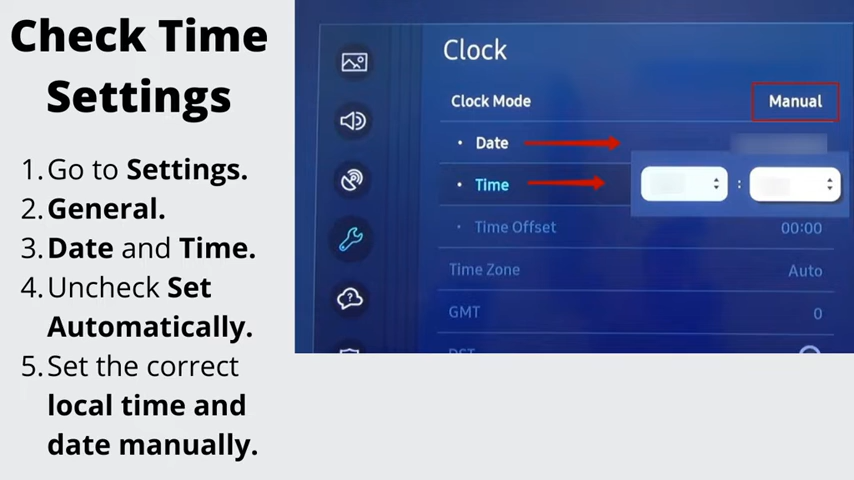 Check Time
Settings
1. Go to Settings.
2. General.
3. Date and Time.
4. Uncheck Set
Automatically.
5. Set the correct
local time and
date manually.
Clock
Clock Mode Manual
• Date
• Time :
• Time Offset 00:00
Time Zone Auto
GMT 0
DST